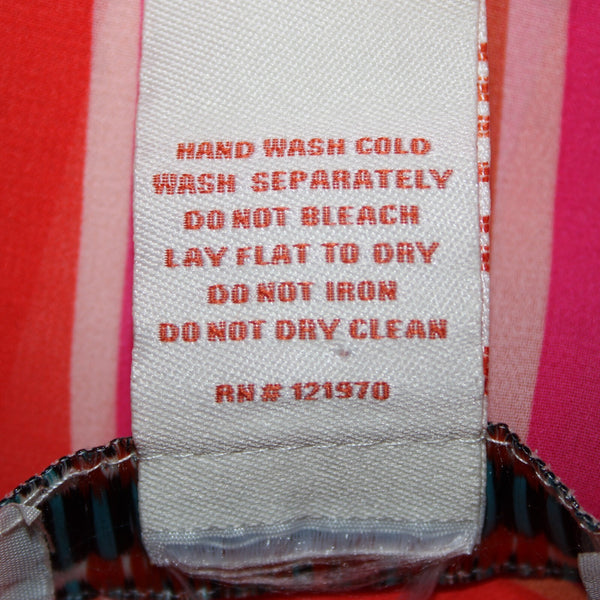 HAND WASH COLD
WASH SEPARATELY
DO NOT BLEACH
LAY FLAT TO DRY
DO NOT IRON
DO NOT DRY CLEAN
RN# 121970